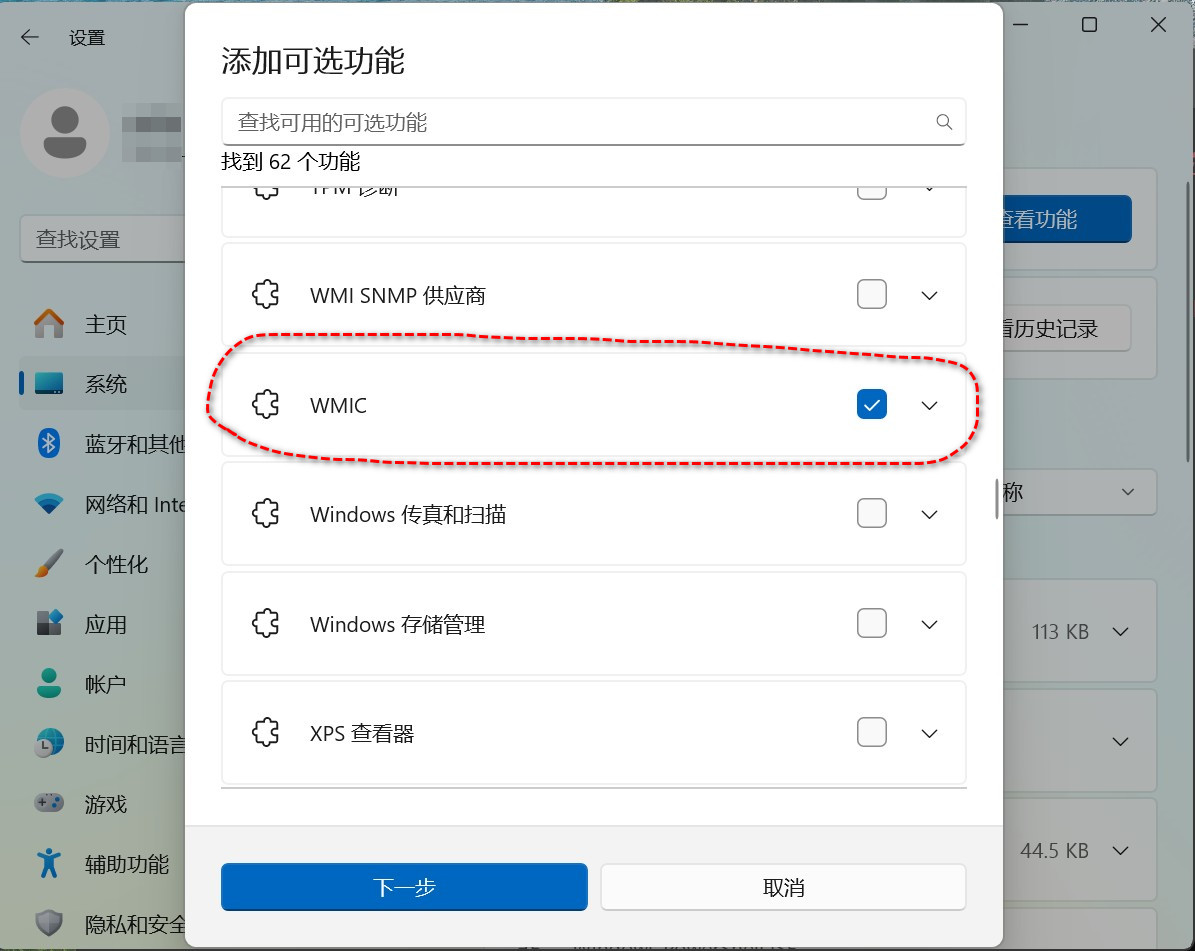 设置
添加可选功能
查找可用的可选功能
找到 62 个功能
TPM 诊断
查找设置
查看功能
WMI SNMP 供应商
主页
看历史记录
系统
WMIC
蓝牙和其他
网络和 Inte
称
Windows 传真和扫描
个性化
应用
Windows 存储管理
113 KB
帐户
时间和语言
XPS 查看器
游戏
44.5 KB
辅助功能
下一步
取消
隐私和安全